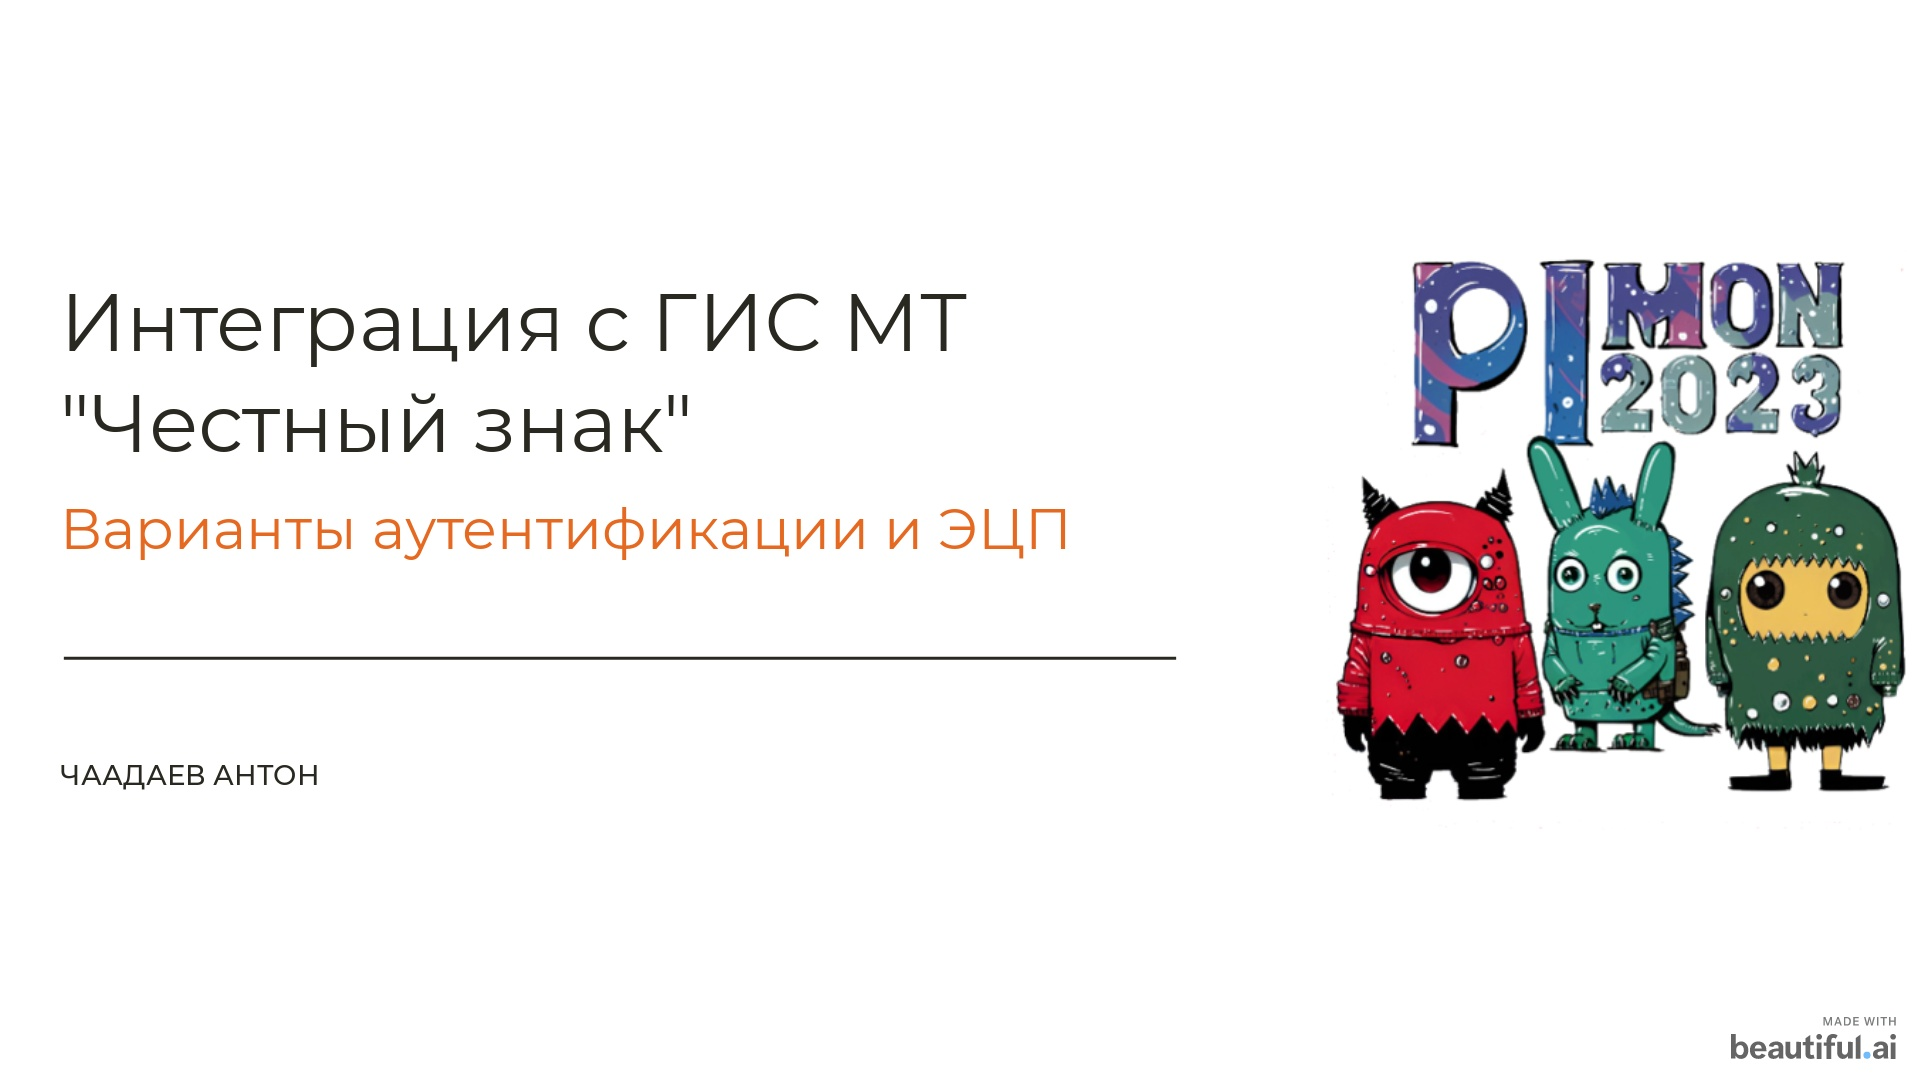 Интеграция с ГИС МТ
"Честный знак"
Варианты аутентификации и ЭЦП
ЧААДАЕВ АНТОН
PI MON
2023
MADE WITH
beautiful.ai